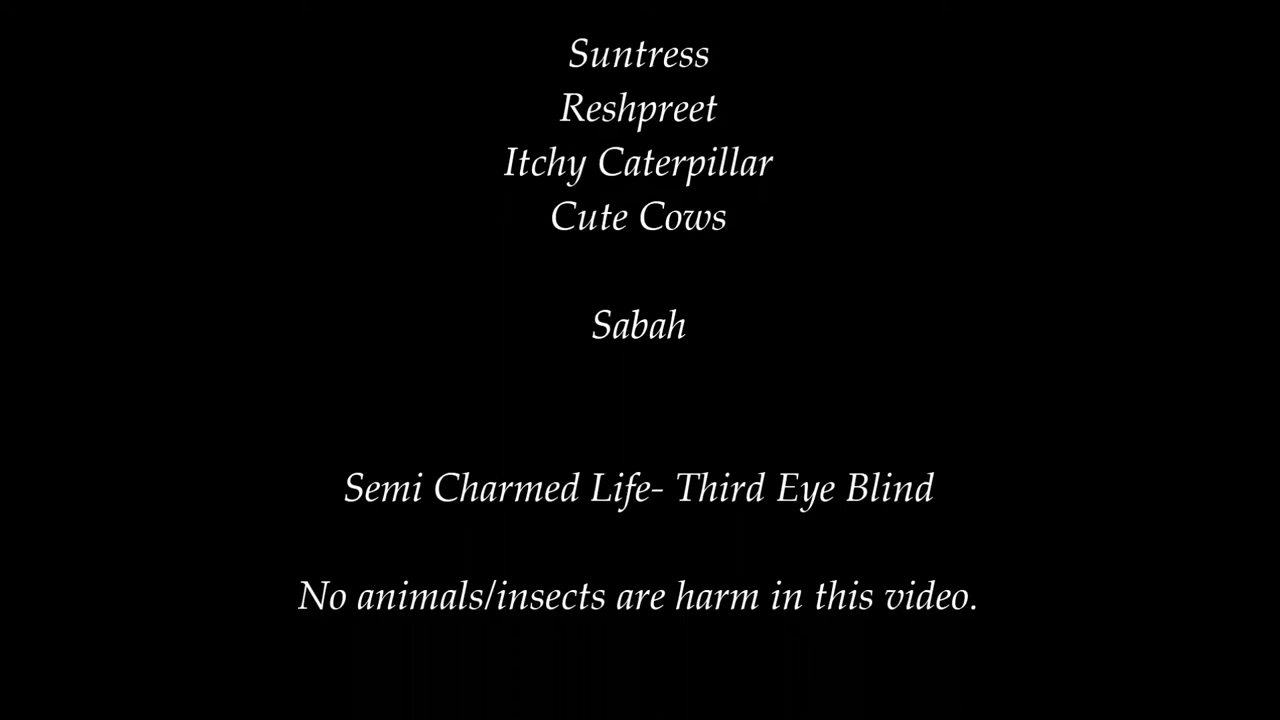 Suntress
Reshpreet
Itchy Caterpillar
Cute Cows
Sabah
Semi Charmed Life- Third Eye Blind
No animals/insects are harm in this video.